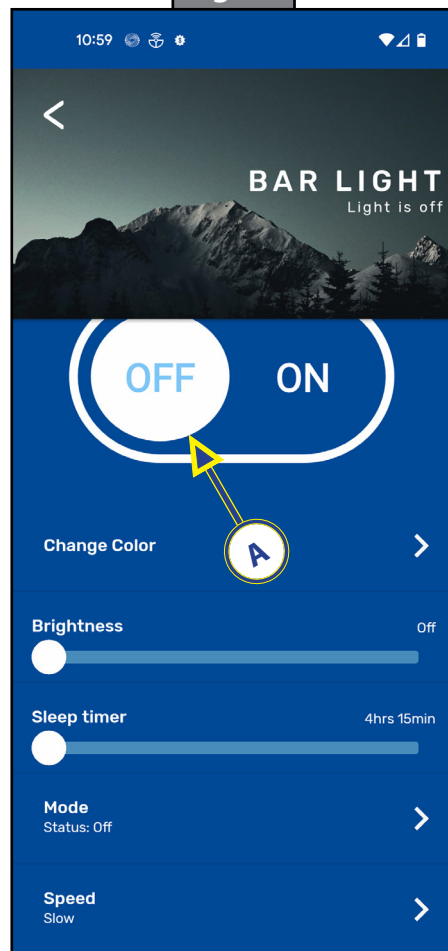 10:59
BAR LIGHT
Light is off
OFF ON
A
Change Color
Brightness Off
Sleep timer 4hrs 15min
Mode
Status: Off
Speed
Slow